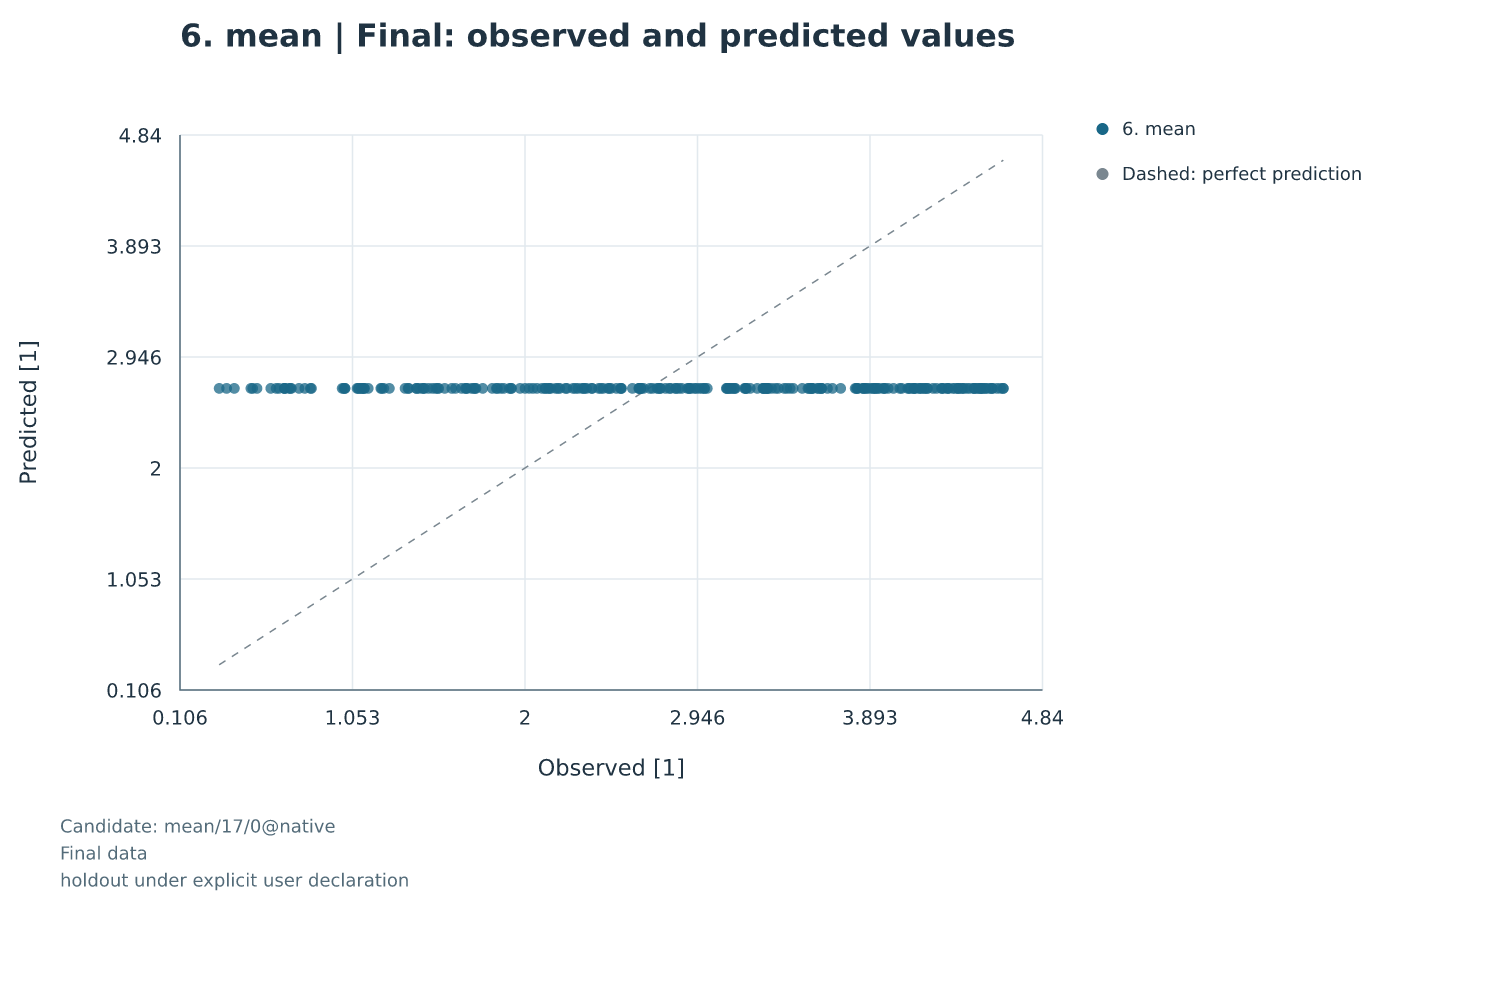 6. mean | Final: observed and predicted values
6. mean
Dashed: perfect prediction
Predicted [1]
4.84
3.893
2.946
2
1.053
0.106
0.106
1.053
2
2.946
3.893
4.84
Observed [1]
Candidate: mean/17/0@native
Final data
holdout under explicit user declaration